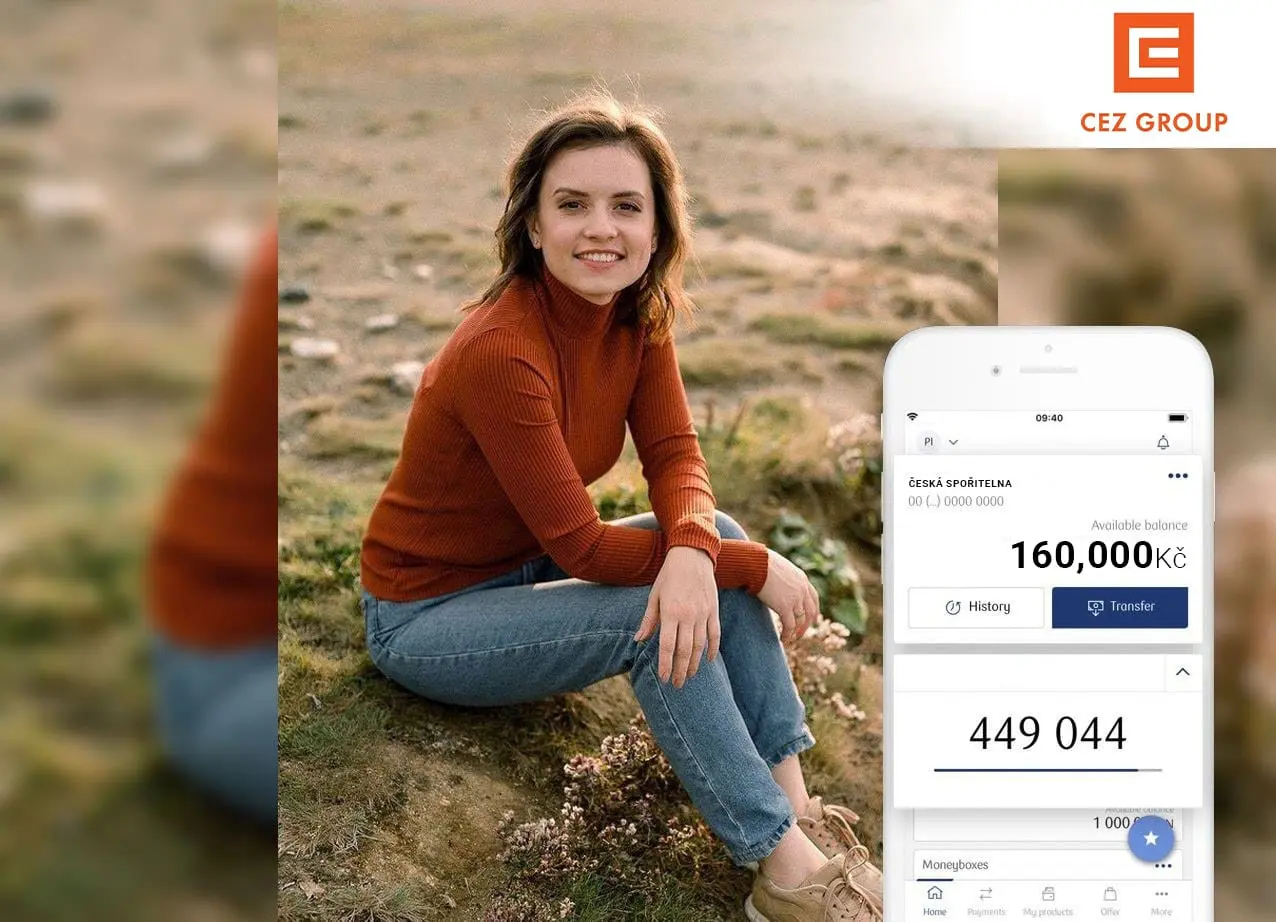 CEZ GROUP
09:40
PI
ČESKÁ SPOŘITELNA
00 (...) 0000 0000
Available balance
160,000Kč
History
Transfer
449 044
Available balance
1 000
Moneyboxes
Home
Payments
My products
Offer
More